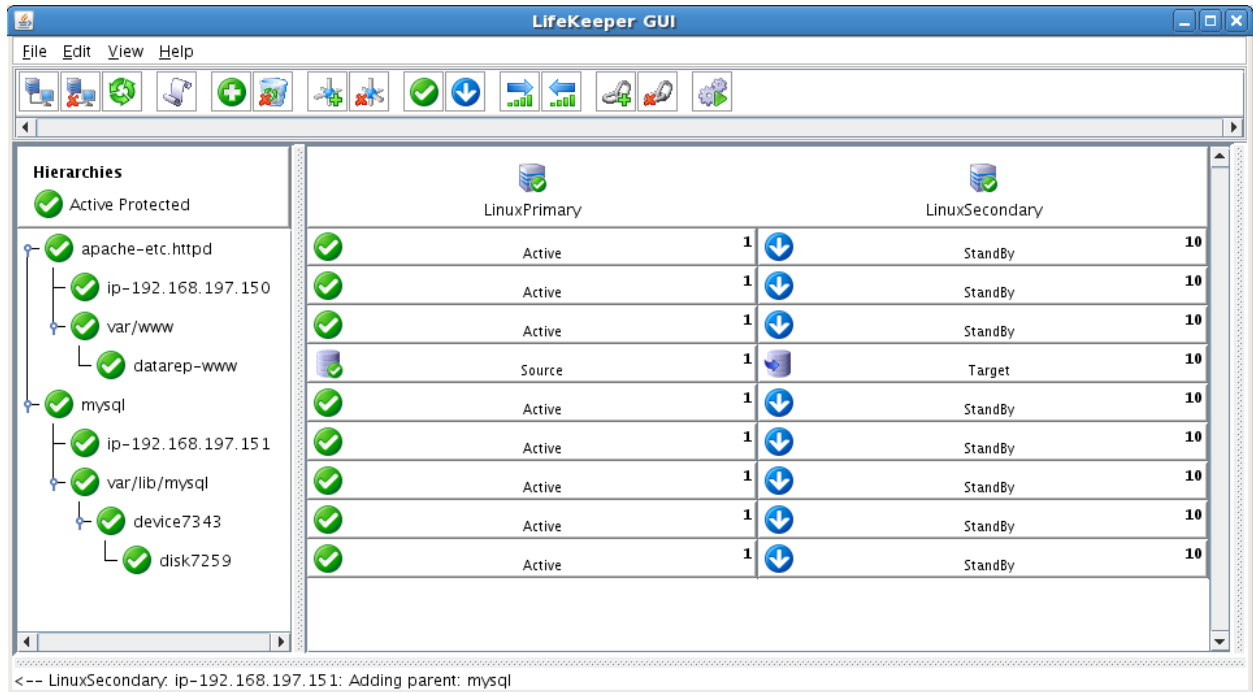 LifeKeeper GUI
File Edit View Help
Hierarchies
Active Protected
LinuxPrimary LinuxSecondary
apache-etc.httpd Active 1 StandBy 10
ip-192.168.197.150 Active 1 StandBy 10
var/www Active 1 StandBy 10
datarep-www Source 1 Target 10
mysql Active 1 StandBy 10
ip-192.168.197.151 Active 1 StandBy 10
var/lib/mysql Active 1 StandBy 10
device7343 Active 1 StandBy 10
disk7259 Active 1 StandBy 10
<-- LinuxSecondary: ip-192.168.197.151: Adding parent: mysql